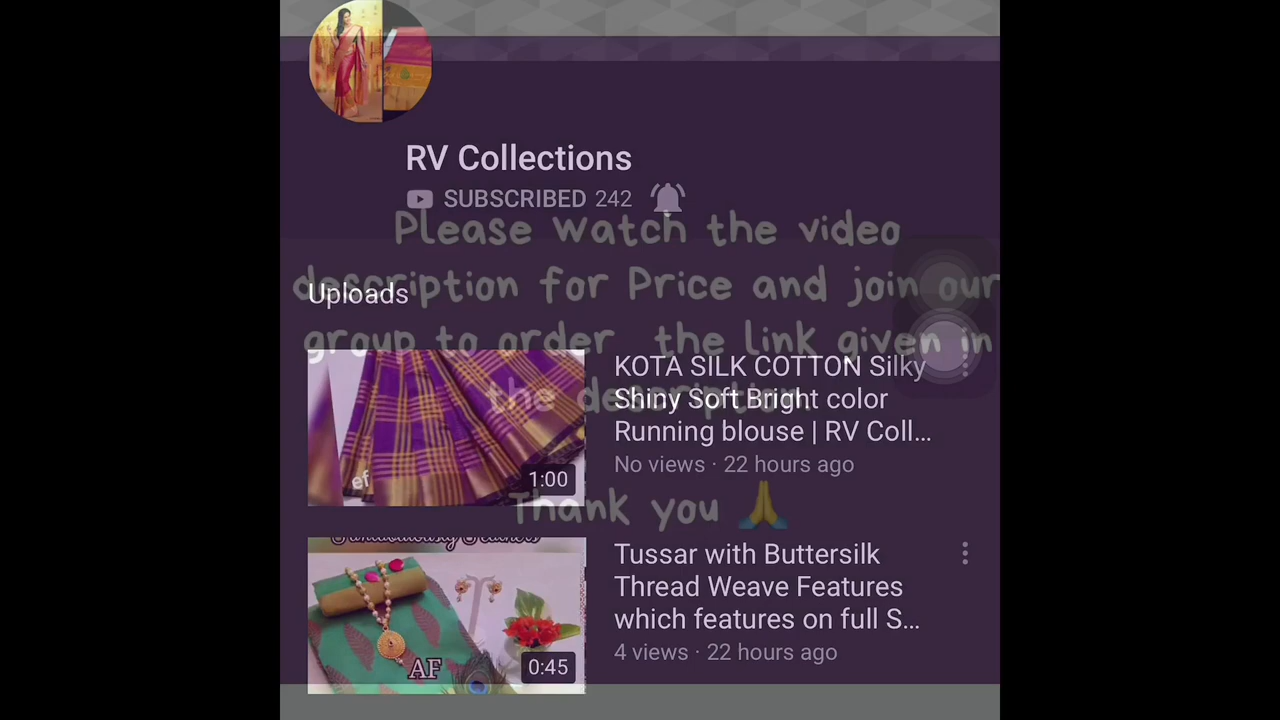 RV Collections
SUBSCRIBED 242
Please watch the video
description for Price and join our
Uploads
group to order the link given in
the description.
KOTA SILK COTTON Silky
Shiny Soft Bright color
Running blouse | RV Coll...
No views · 22 hours ago
ef
1:00
Thank you 🙏
Tussar with Buttersilk
Thread Weave Features
which features on full S...
4 views · 22 hours ago
AF
0:45